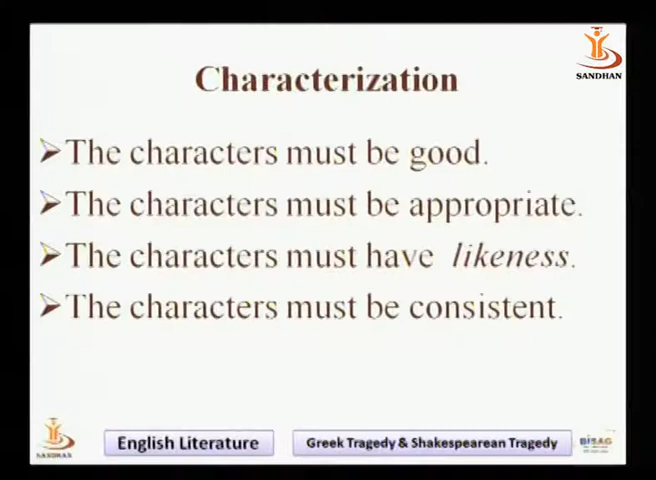 SANDHAN
Characterization
The characters must be good.
The characters must be appropriate.
The characters must have likeness.
The characters must be consistent.
SANDHAN
English Literature
Greek Tragedy & Shakespearean Tragedy
BISAG